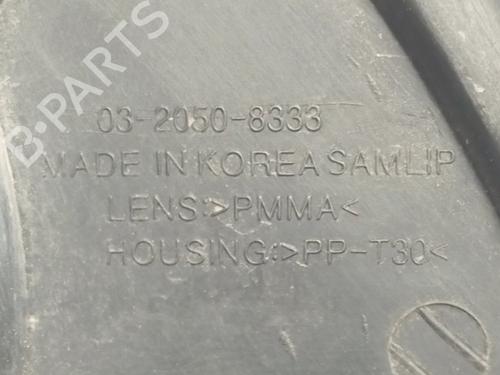 B-PARTS
03-2050-8333
MADE IN KOREA SAMLIP
LENS:>PMMA<
HOUSING:>PP-T30<